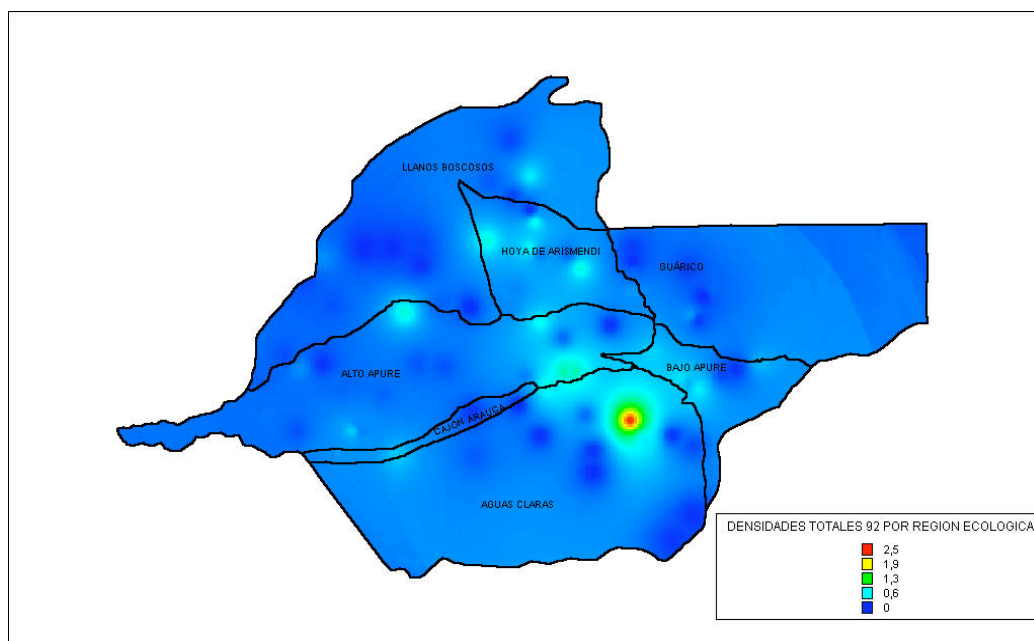 LLANOS BOSCOSOS
HOYA DE ARISMENDI
GUÁRICO
ALTO APURE
BAJO APURE
CAJÓN ARAUCA
AGUAS CLARAS
DENSIDADES TOTALES 92 POR REGION ECOLOGICA
2,5
1,9
1,3
0,6
0